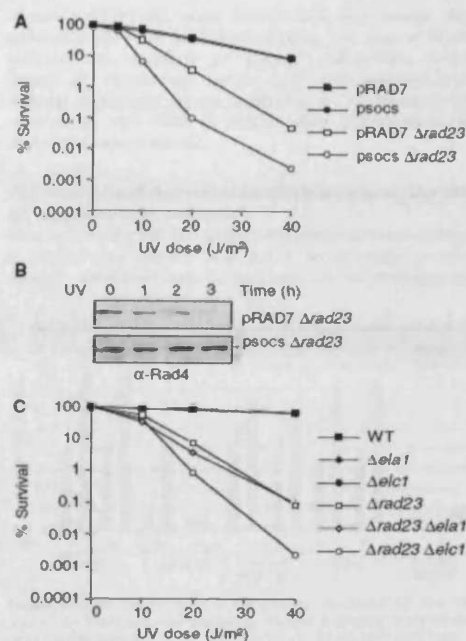 A
100
10
1
0.1
0.01
0.001
0.0001
% Survival
0 10 20 30 40
UV dose (J/m²)
pRAD7
psocs
pRAD7 Δrad23
psocs Δrad23
B
UV 0 1 2 3 Time (h)
pRAD7 Δrad23
psocs Δrad23
α-Rad4
C
100
10
1
0.1
0.01
0.001
0.0001
% Survival
0 10 20 30 40
UV dose (J/m²)
WT
Δela1
Δelc1
Δrad23
Δrad23 Δela1
Δrad23 Δelc1